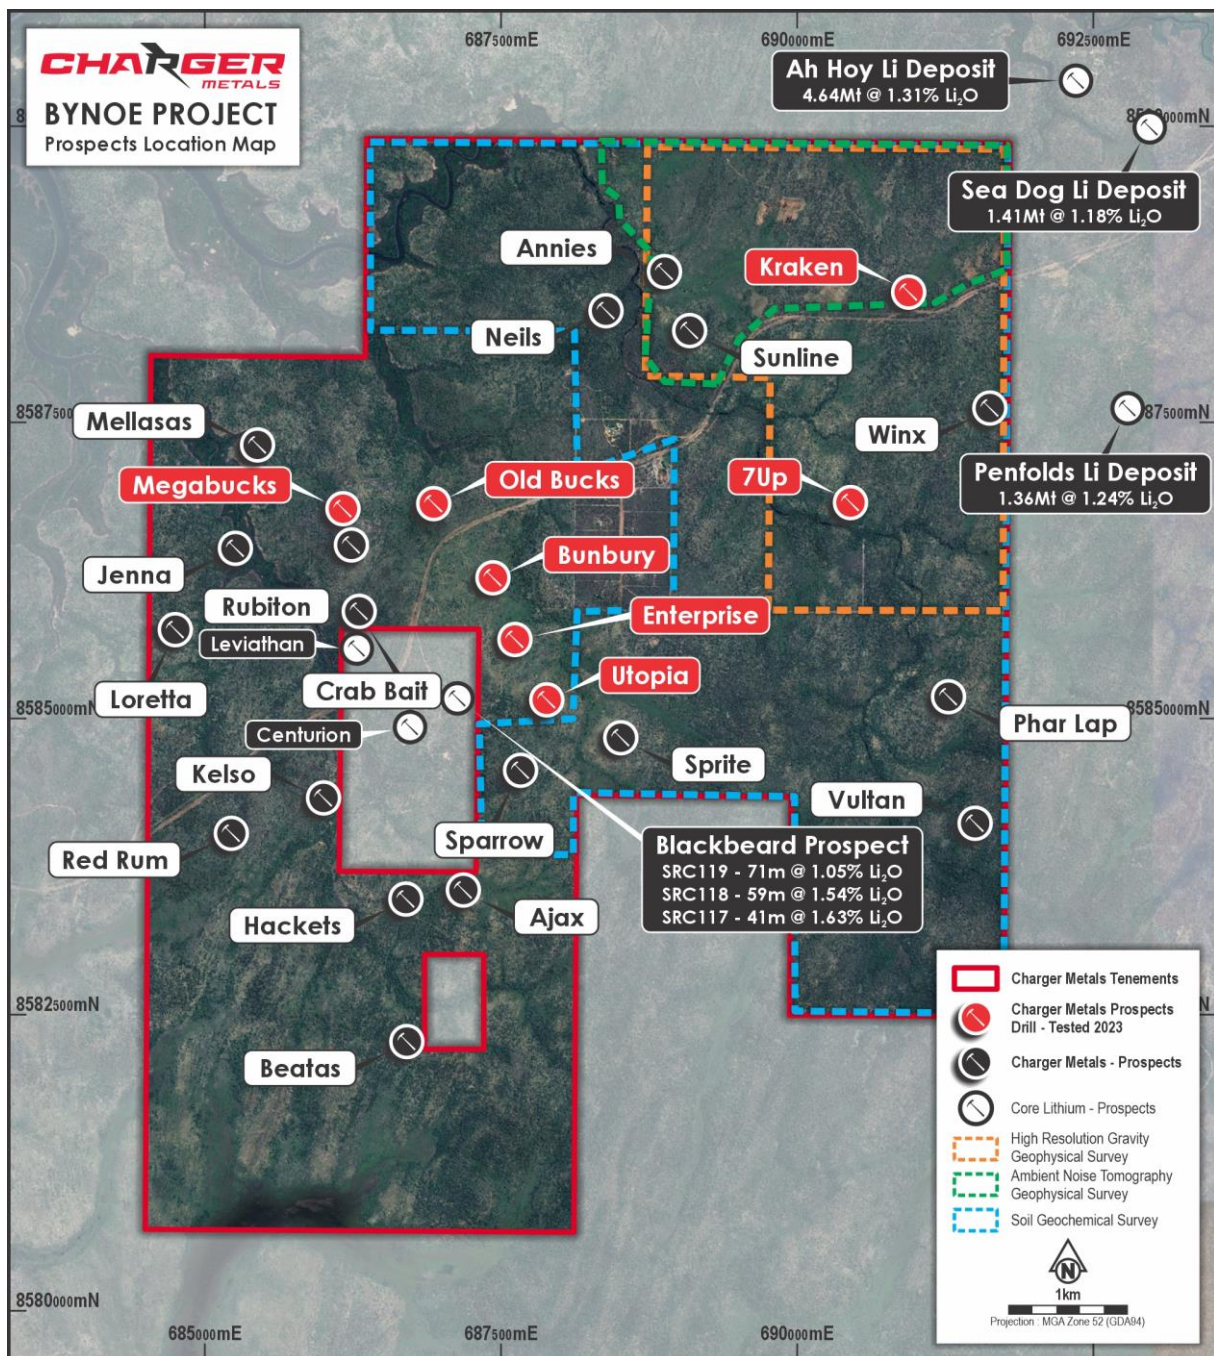 CHARGER
METALS
BYNOE PROJECT
Prospects Location Map
687500mE
690000mE
692500mE
Ah Hoy Li Deposit
4.64Mt @ 1.31% Li₂O
Sea Dog Li Deposit
1.41Mt @ 1.18% Li₂O
Annies
Kraken
Neils
Sunline
8587500mN
Mellasas
Winx
Penfolds Li Deposit
1.36Mt @ 1.24% Li₂O
Megabucks
Old Bucks
7Up
Jenna
Bunbury
Rubiton
Enterprise
Leviathan
Loretta
Crab Bait
Utopia
8585000mN
8585000mN
Centurion
Phar Lap
Kelso
Sprite
Vultan
Red Rum
Sparrow
Blackbeard Prospect
SRC119 - 71m @ 1.05% Li₂O
SRC118 - 59m @ 1.54% Li₂O
SRC117 - 41m @ 1.63% Li₂O
Hackets
Ajax
8582500mN
Beatas
Charger Metals Tenements
Charger Metals Prospects
Drill - Tested 2023
Charger Metals - Prospects
Core Lithium - Prospects
High Resolution Gravity
Geophysical Survey
Ambient Noise Tomography
Geophysical Survey
Soil Geochemical Survey
N
1km
Projection : MGA Zone 52 (GDA94)
8580000mN
685000mE
687500mE
690000mE